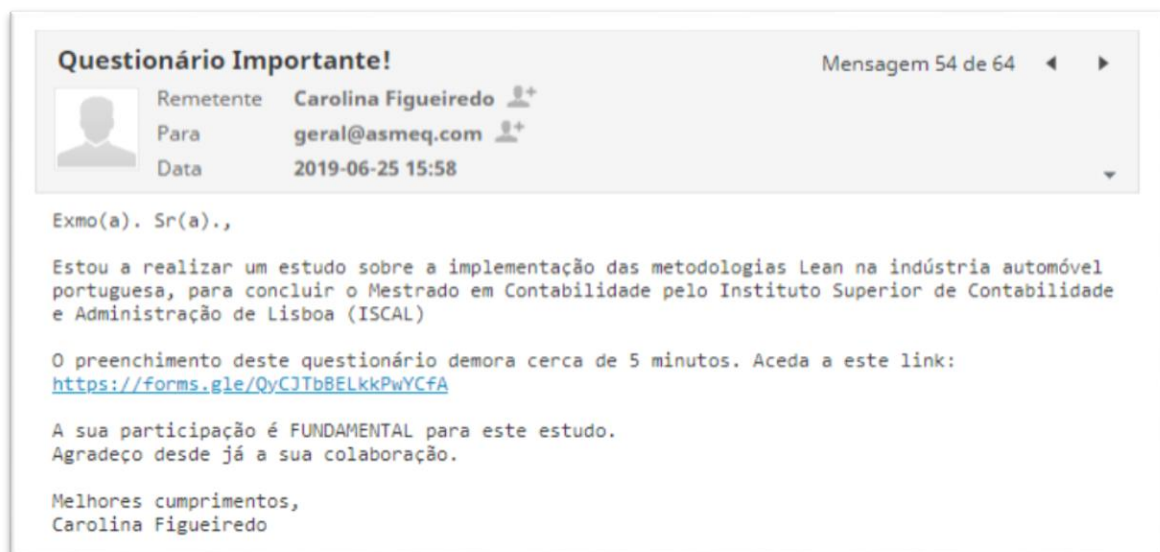 Questionário Importante!
Mensagem 54 de 64
Remetente Carolina Figueiredo
Para geral@asmeq.com
Data 2019-06-25 15:58
Exmo(a). Sr(a).,
Estou a realizar um estudo sobre a implementação das metodologias Lean na indústria automóvel
portuguesa, para concluir o Mestrado em Contabilidade pelo Instituto Superior de Contabilidade
e Administração de Lisboa (ISCAL)
O preenchimento deste questionário demora cerca de 5 minutos. Aceda a este link:
https://forms.gle/QyCJTbBELkkPwYCfA
A sua participação é FUNDAMENTAL para este estudo.
Agradeço desde já a sua colaboração.
Melhores cumprimentos,
Carolina Figueiredo